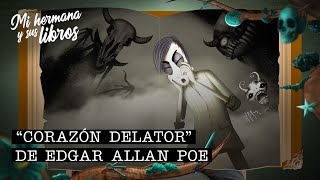 Mi hermana
y sus
libros
"CORAZÓN DELATOR"
DE EDGAR ALLAN POE